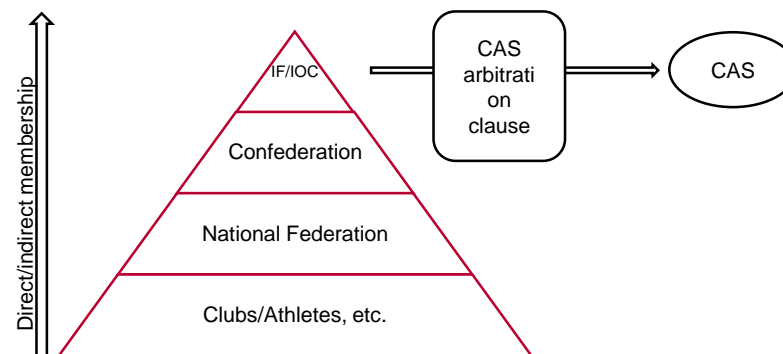 Direct/indirect membership
IF/IOC
Confederation
National Federation
Clubs/Athletes, etc.
CAS
arbitrati
on
clause
CAS